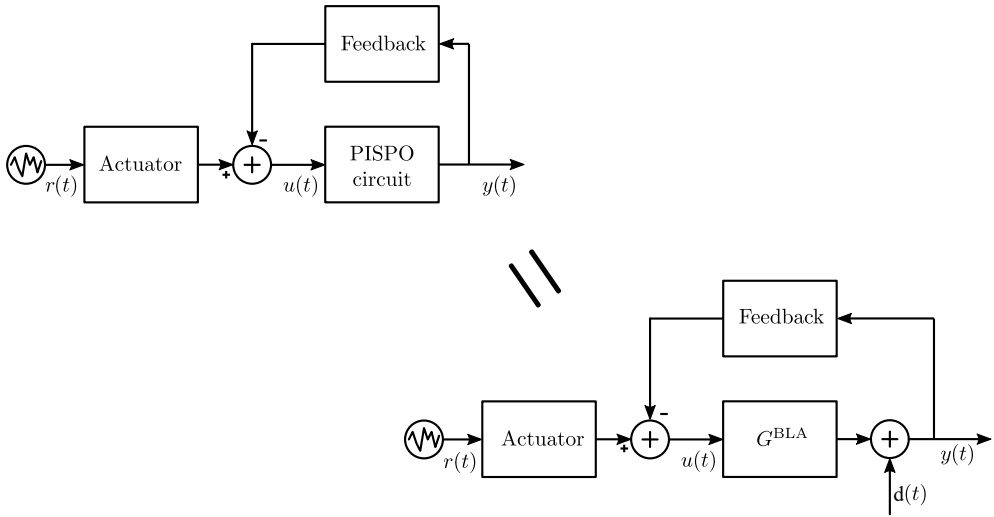 Feedback
−
Actuator
+
PISPO
circuit
+
r(t)
u(t)
y(t)
Feedback
−
Actuator
+
G^BLA
+
+
r(t)
u(t)
y(t)
d(t)